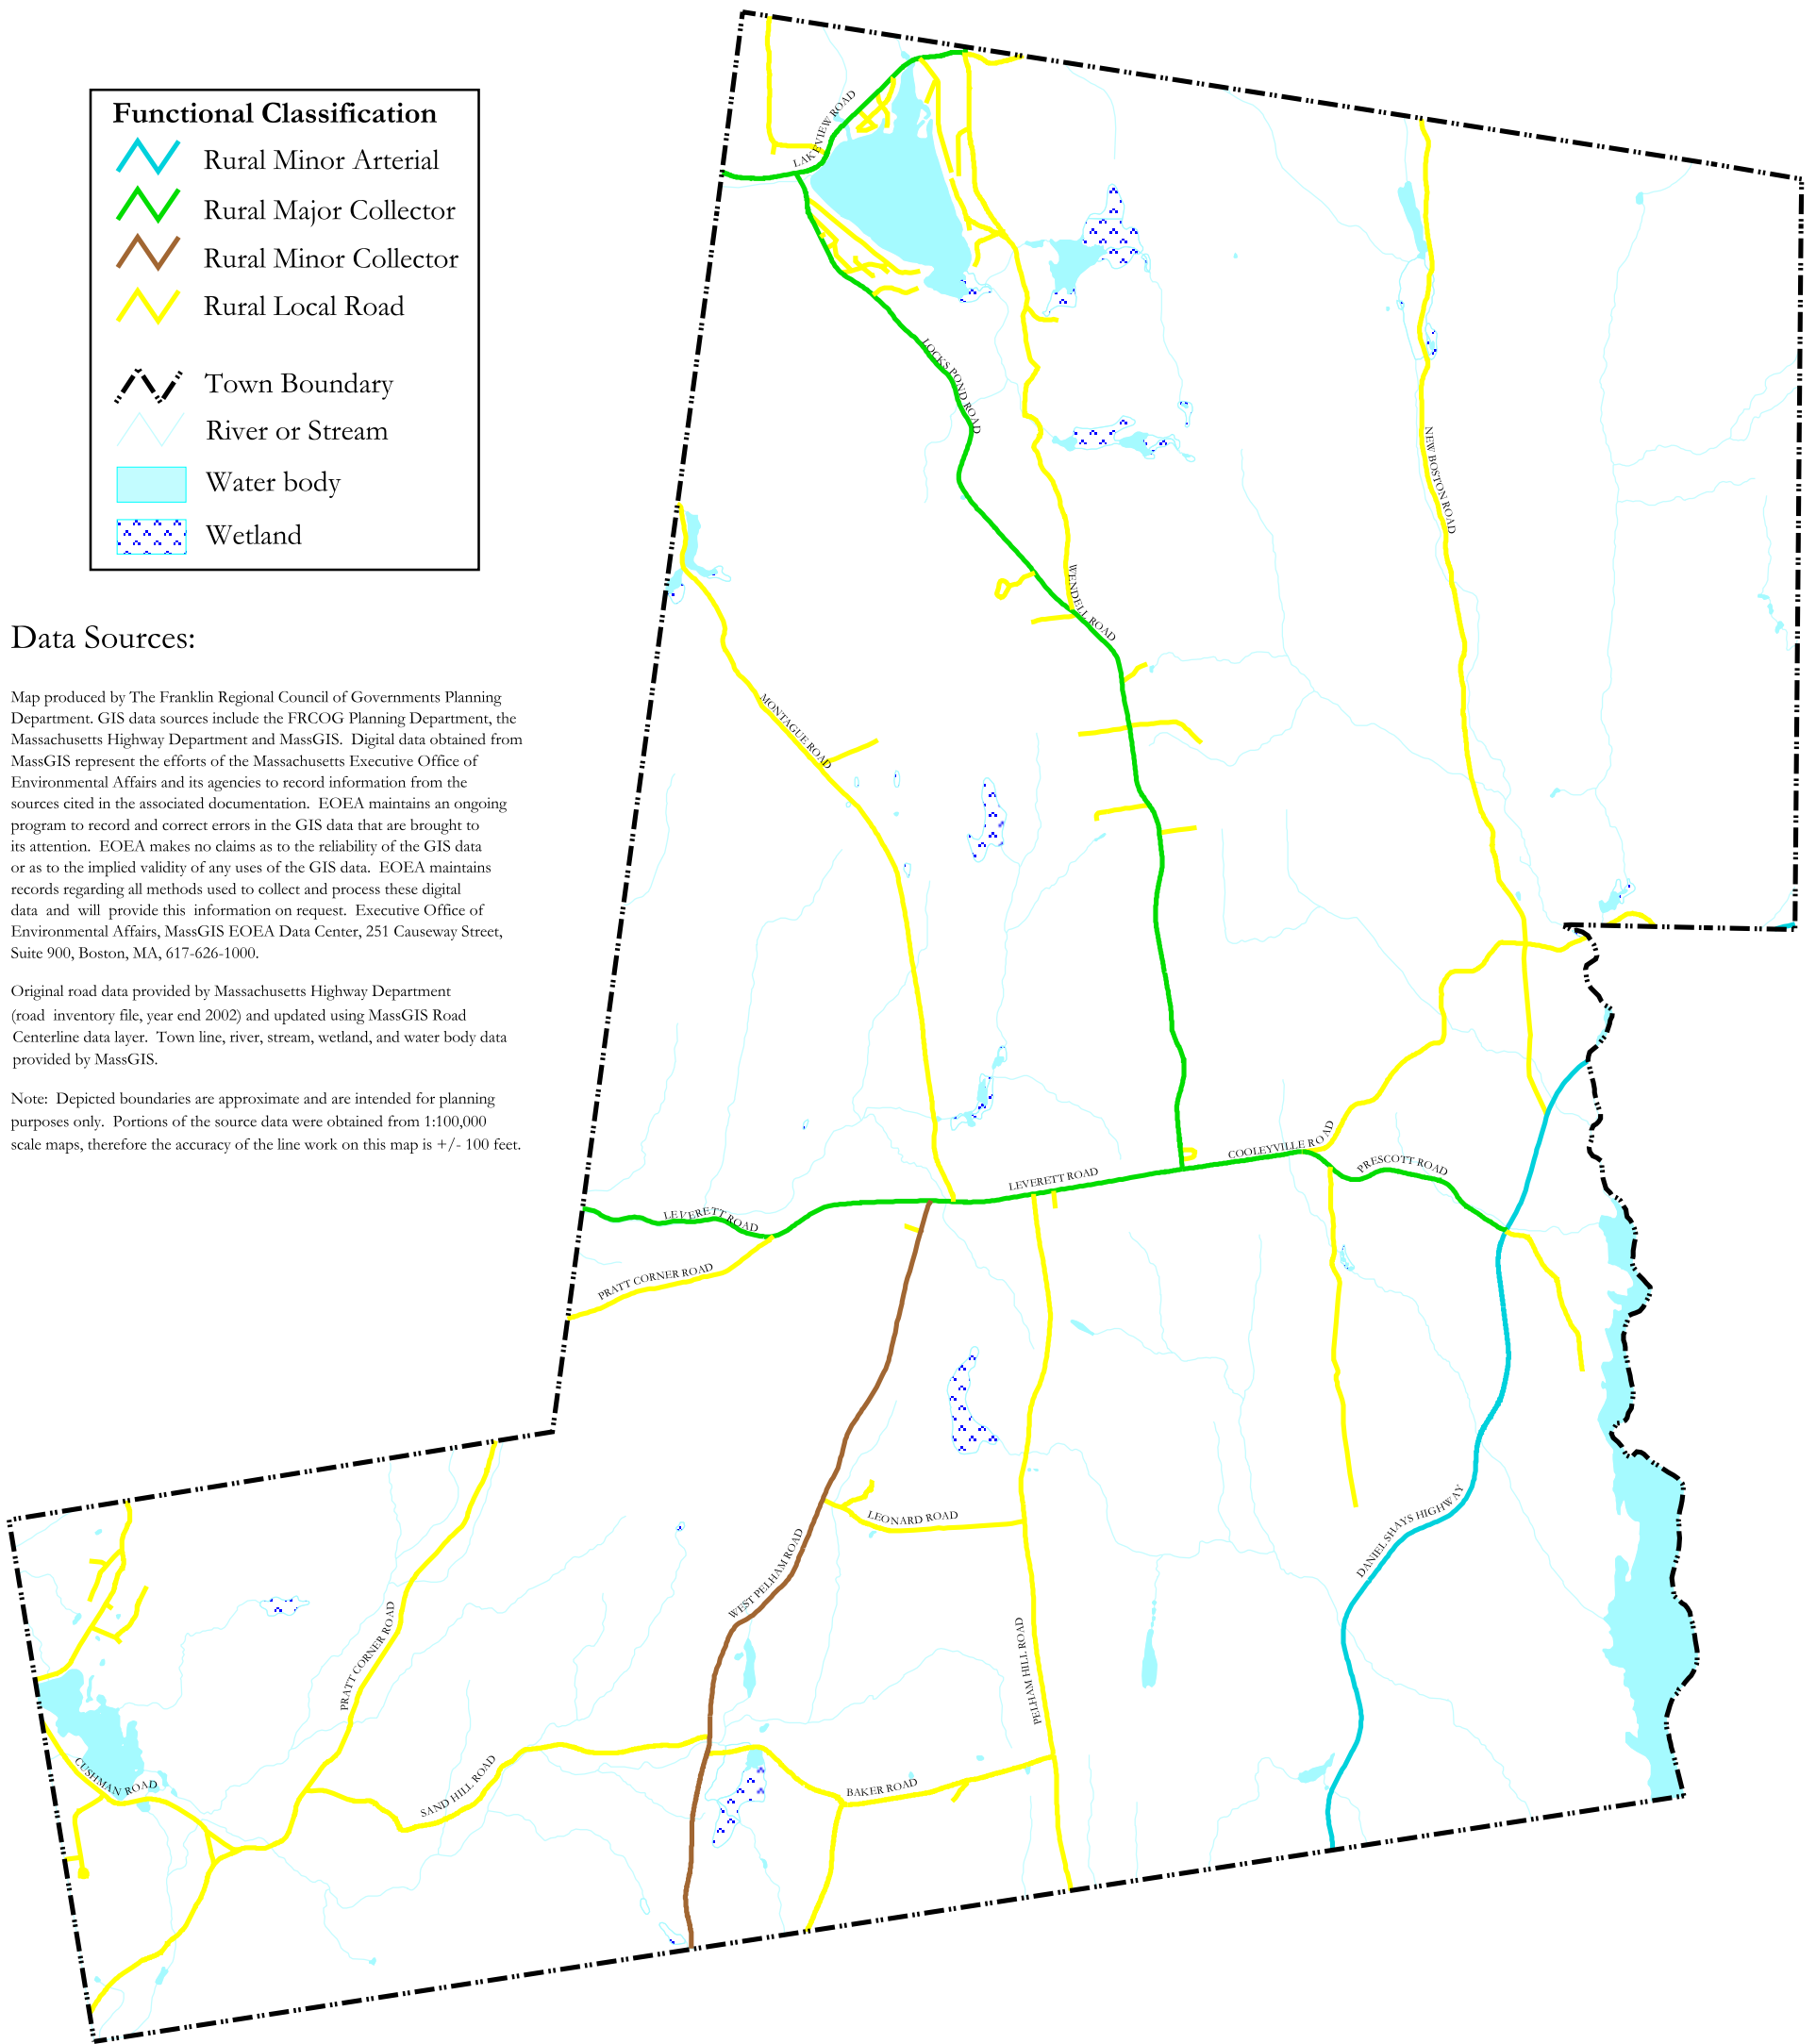 Functional Classification
Rural Minor Arterial
Rural Major Collector
Rural Minor Collector
Rural Local Road
Town Boundary
River or Stream
Water body
Wetland
Data Sources:
Map produced by The Franklin Regional Council of Governments Planning
Department. GIS data sources include the FRCOG Planning Department, the
Massachusetts Highway Department and MassGIS. Digital data obtained from
MassGIS represent the efforts of the Massachusetts Executive Office of
Environmental Affairs and its agencies to record information from the
sources cited in the associated documentation. EOEA maintains an ongoing
program to record and correct errors in the GIS data that are brought to
its attention. EOEA makes no claims as to the reliability of the GIS data
or as to the implied validity of any uses of the GIS data. EOEA maintains
records regarding all methods used to collect and process these digital
data and will provide this information on request. Executive Office of
Environmental Affairs, MassGIS EOEA Data Center, 251 Causeway Street,
Suite 900, Boston, MA, 617-626-1000.
Original road data provided by Massachusetts Highway Department
(road inventory file, year end 2002) and updated using MassGIS Road
Centerline data layer. Town line, river, stream, wetland, and water body data
provided by MassGIS.
Note: Depicted boundaries are approximate and are intended for planning
purposes only. Portions of the source data were obtained from 1:100,000
scale maps, therefore the accuracy of the line work on this map is +/- 100 feet.
LAKEVIEW ROAD
LOCKS POND ROAD
NEW BOSTON ROAD
WENDELL ROAD
MONTAGUE ROAD
COOLEYVILLE ROAD
PRESCOTT ROAD
LEVERETT ROAD
LEVERETT ROAD
PRATT CORNER ROAD
LEONARD ROAD
DANIEL SHAYS HIGHWAY
WEST PELHAM ROAD
PRATT CORNER ROAD
PELHAM HILL ROAD
CUSHMAN ROAD
SAND HILL ROAD
BAKER ROAD